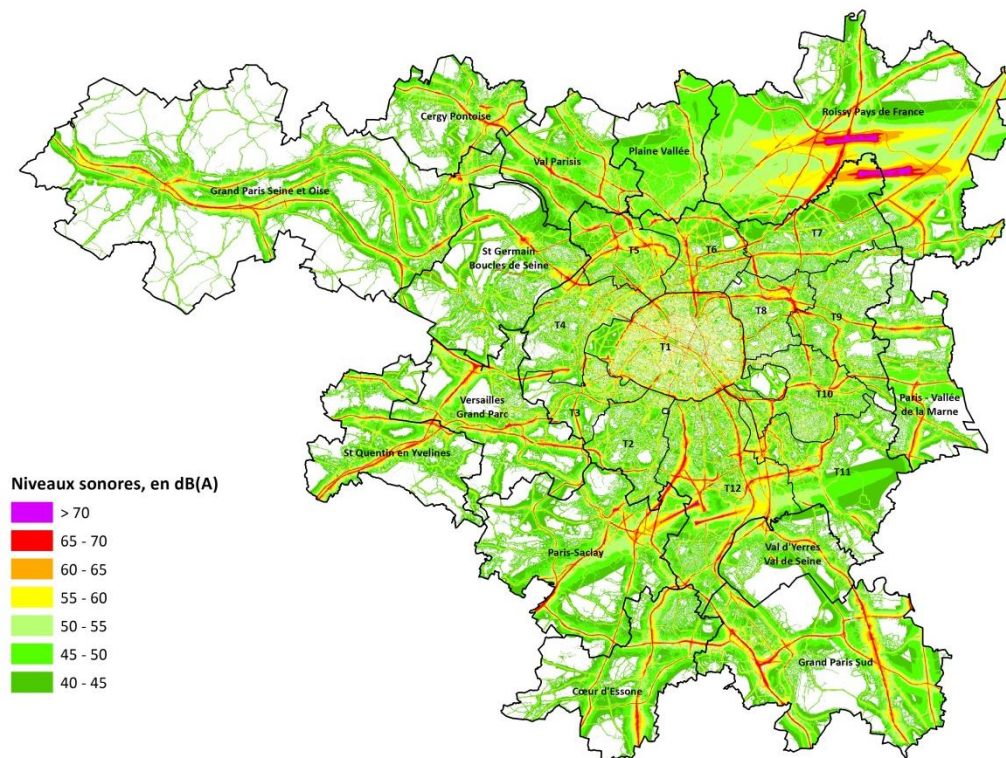 Roissy Pays de France
Cergy Pontoise
Plaine Vallée
Val Parisis
Grand Paris Seine et Oise
T7
T5
T6
St Germain
Boucles de Seine
T8
T9
T4
T1
T10
Paris - Vallée
de la Marne
Versailles
Grand Parc
T3
T2
St Quentin en Yvelines
T11
T12
Paris-Saclay
Val d'Yerres
Val de Seine
Grand Paris Sud
Cœur d'Essone
Niveaux sonores, en dB(A)
> 70
65 - 70
60 - 65
55 - 60
50 - 55
45 - 50
40 - 45